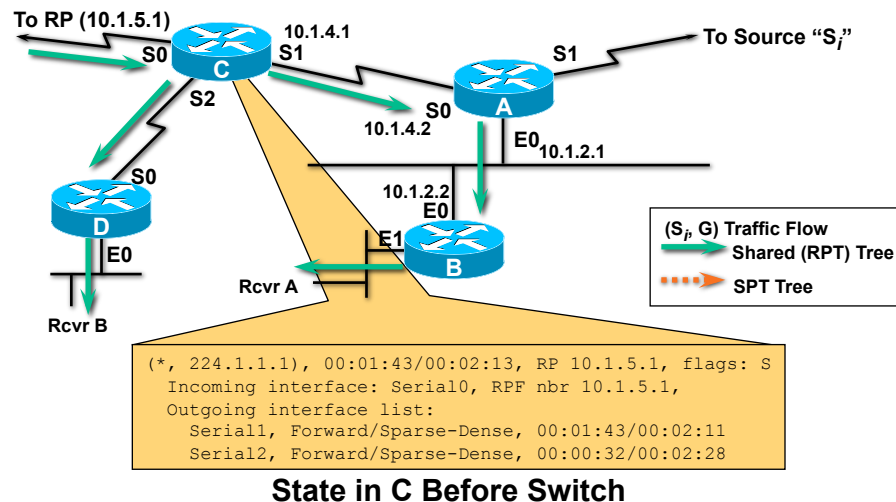 To RP (10.1.5.1)
S0
C
S1
10.1.4.1
S2
S1
To Source “Si”
S0
A
10.1.4.2
E0
10.1.2.1
S0
D
E0
Rcvr B
10.1.2.2
E0
E1
B
Rcvr A
(Si, G) Traffic Flow
Shared (RPT) Tree
SPT Tree
(*, 224.1.1.1), 00:01:43/00:02:13, RP 10.1.5.1, flags: S
Incoming interface: Serial0, RPF nbr 10.1.5.1,
Outgoing interface list:
Serial1, Forward/Sparse-Dense, 00:01:43/00:02:11
Serial2, Forward/Sparse-Dense, 00:00:32/00:02:28
State in C Before Switch